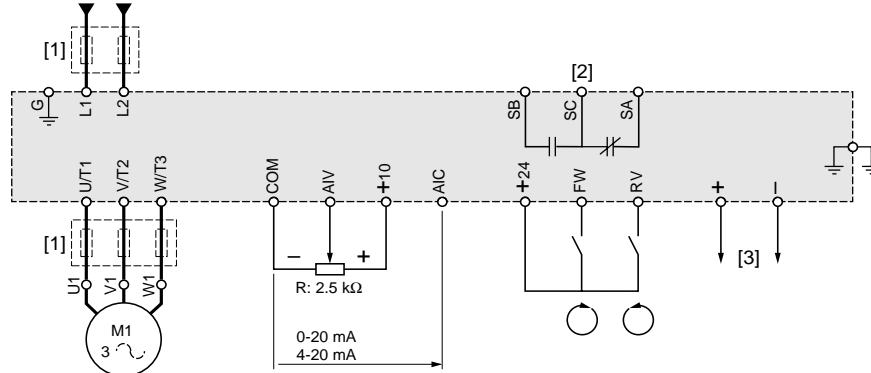 [1]
[2]
G
L1
L2
SB
SC
SA
U/T1
V/T2
W/T3
COM
AIV
+10
AIC
+24
FW
RV
+
–
[1]
[3]
–
+
R: 2.5 kΩ
U1
V1
W1
M1
3
0-20 mA
4-20 mA